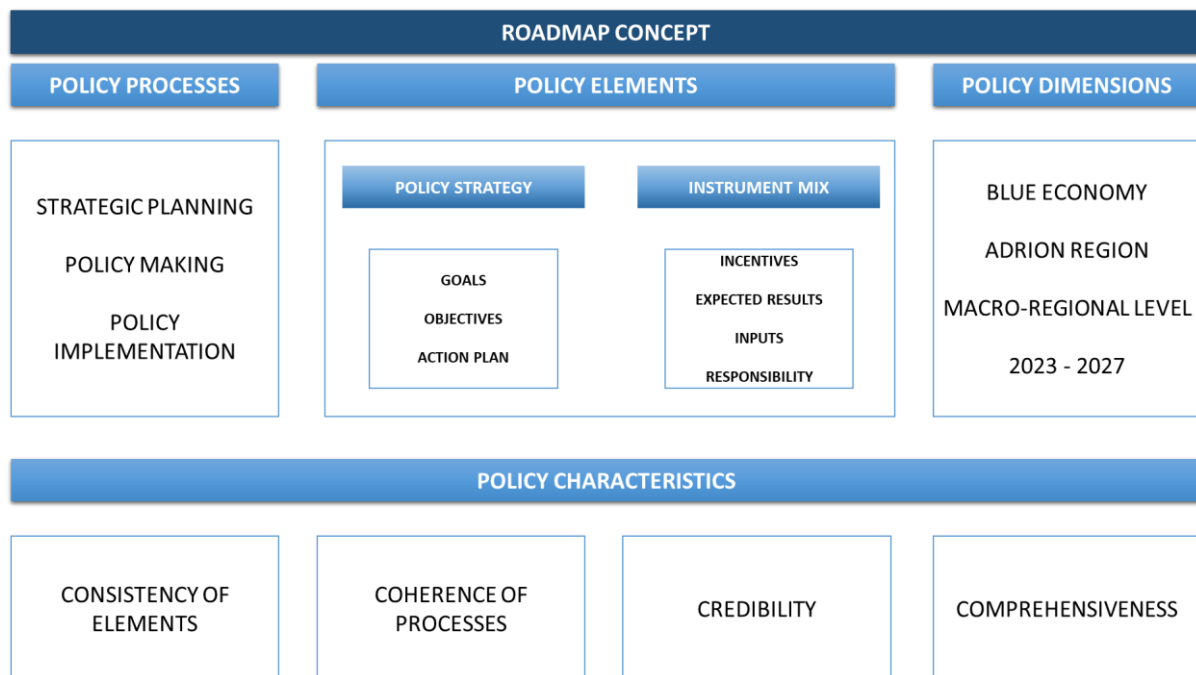 ROADMAP CONCEPT
POLICY PROCESSES
POLICY ELEMENTS
POLICY DIMENSIONS
STRATEGIC PLANNING
POLICY MAKING
POLICY
IMPLEMENTATION
POLICY STRATEGY
GOALS
OBJECTIVES
ACTION PLAN
INSTRUMENT MIX
INCENTIVES
EXPECTED RESULTS
INPUTS
RESPONSIBILITY
BLUE ECONOMY
ADRION REGION
MACRO-REGIONAL LEVEL
2023 - 2027
POLICY CHARACTERISTICS
CONSISTENCY OF
ELEMENTS
COHERENCE OF
PROCESSES
CREDIBILITY
COMPREHENSIVENESS